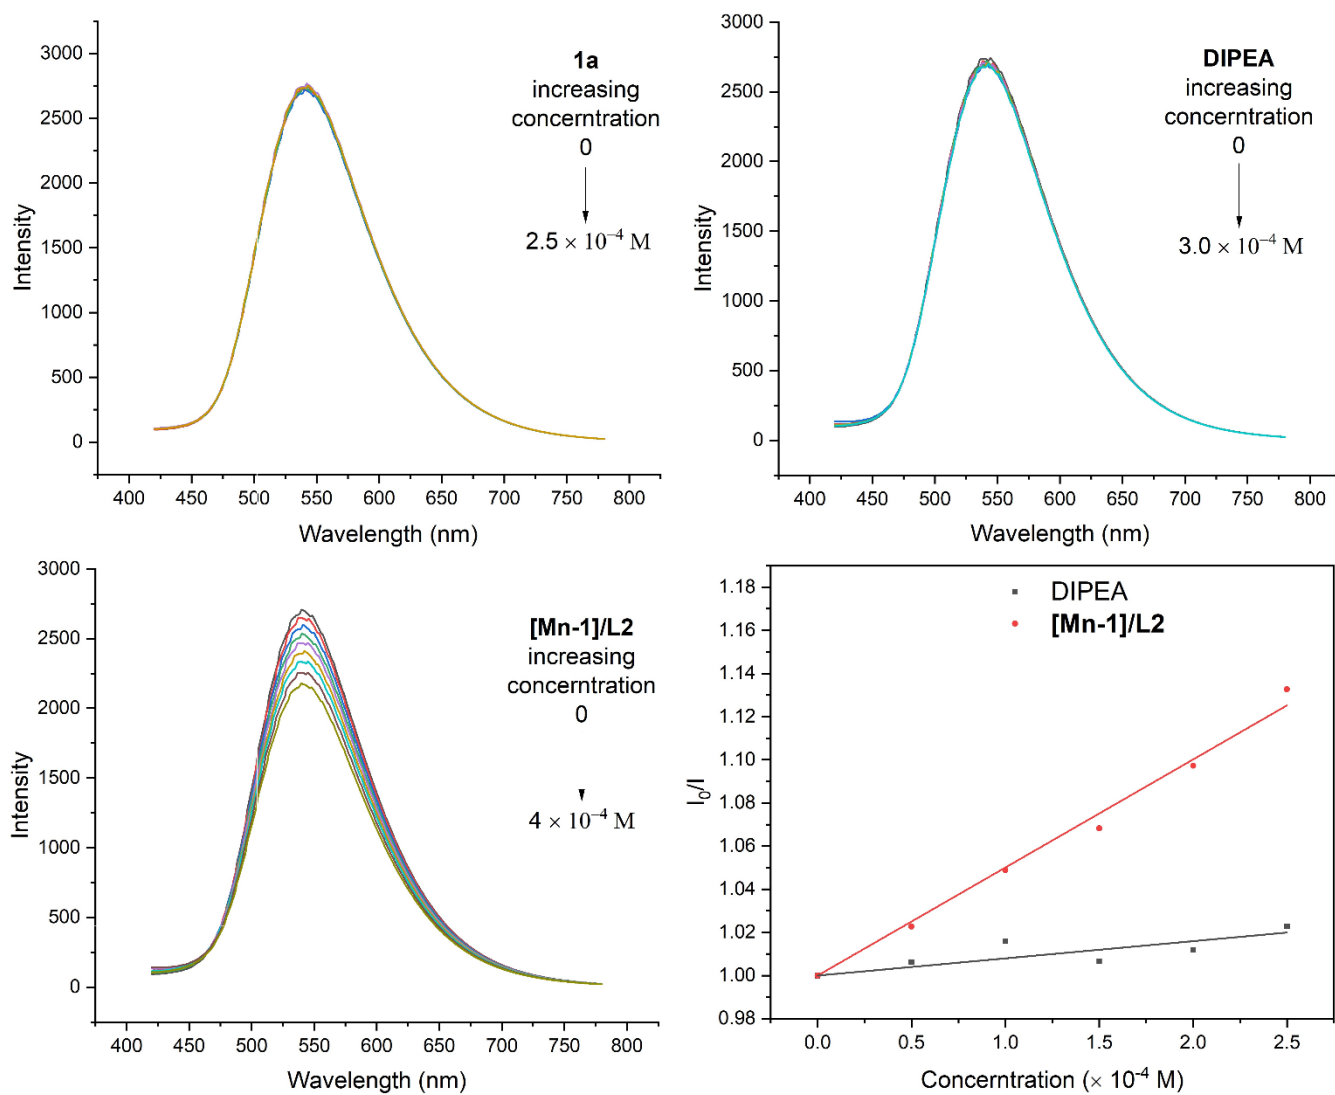 3000
2500
2000
1500
1000
500
0
Intensity
400 450 500 550 600 650 700 750 800
Wavelength (nm)
1a
increasing
concerntration
0
2.5 × 10⁻⁴ M
3000
2500
2000
1500
1000
500
0
Intensity
400 450 500 550 600 650 700 750 800
Wavelength (nm)
DIPEA
increasing
concerntration
0
3.0 × 10⁻⁴ M
3000
2500
2000
1500
1000
500
0
Intensity
400 450 500 550 600 650 700 750 800
Wavelength (nm)
[Mn-1]/L2
increasing
concerntration
0
4 × 10⁻⁴ M
1.18
1.16
1.14
1.12
1.10
1.08
1.06
1.04
1.02
1.00
0.98
I₀/I
0.0 0.5 1.0 1.5 2.0 2.5
Concerntration (× 10⁻⁴ M)
DIPEA
[Mn-1]/L2